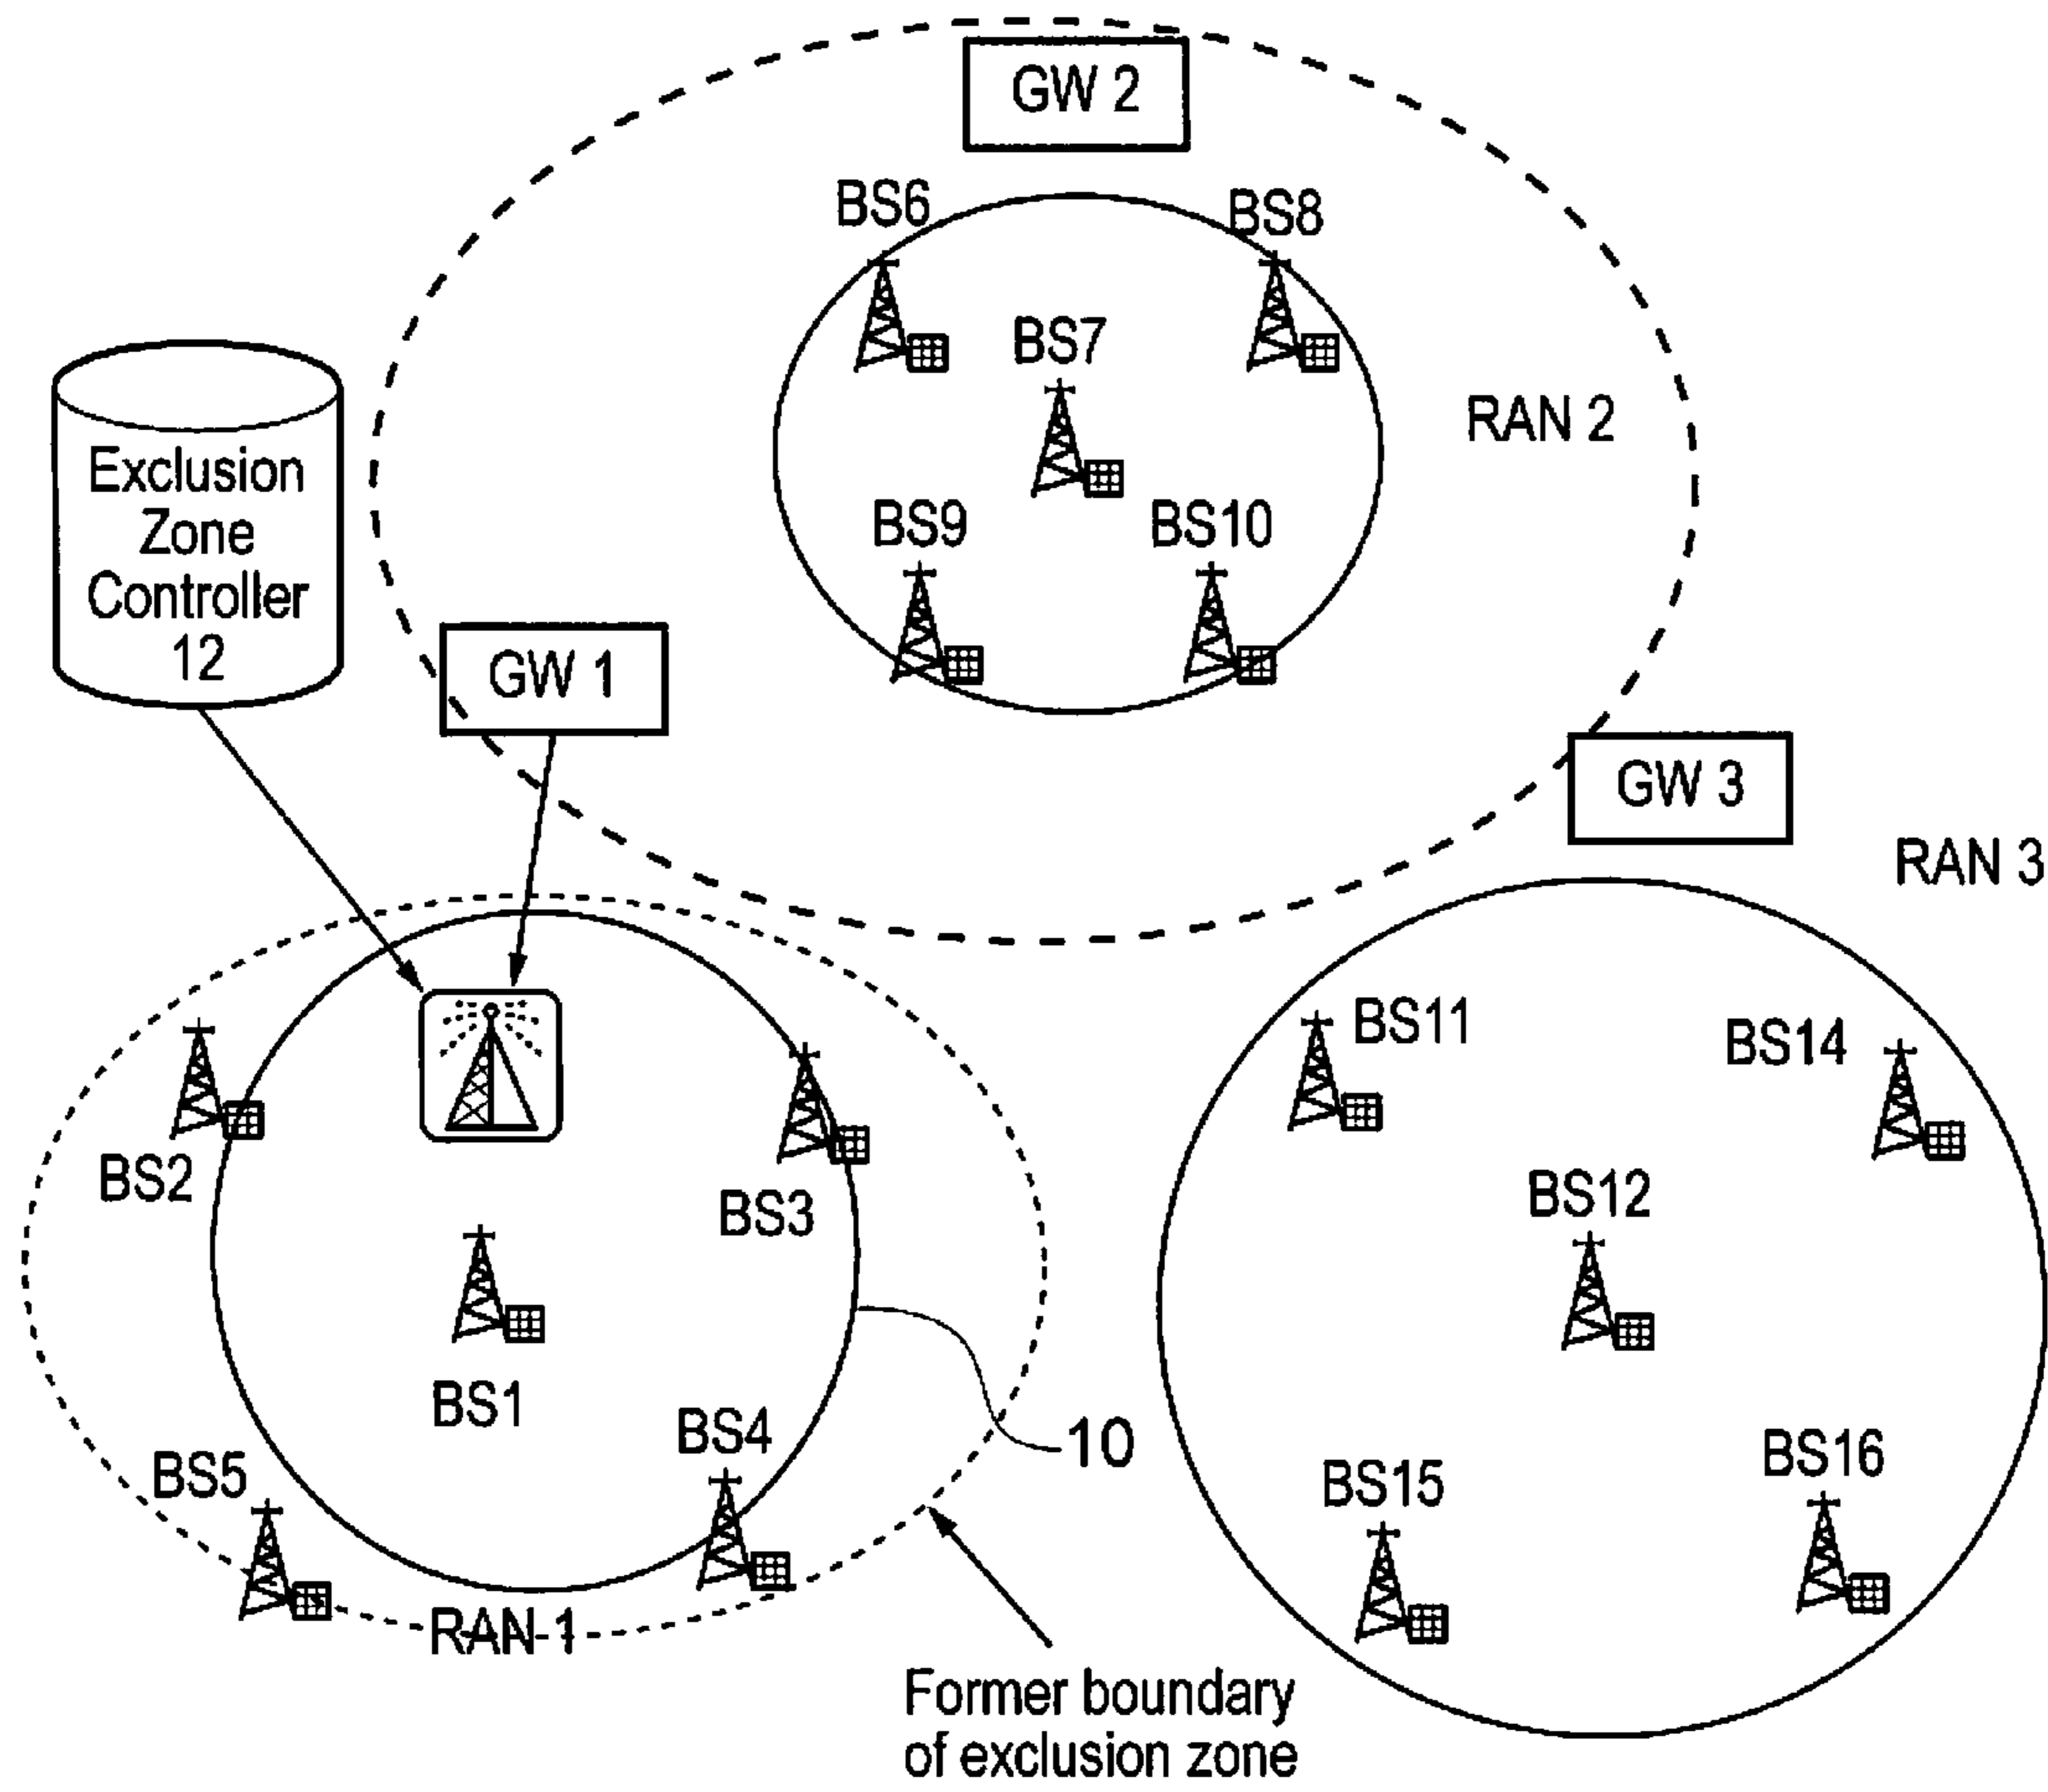 GW 2
BS6
BS8
BS7
RAN 2
Exclusion
Zone
Controller
12
BS9
BS10
GW 1
GW 3
RAN 3
BS11
BS14
BS2
BS3
BS12
BS1
BS4
10
BS5
BS15
BS16
RAN 1
Former boundary
of exclusion zone